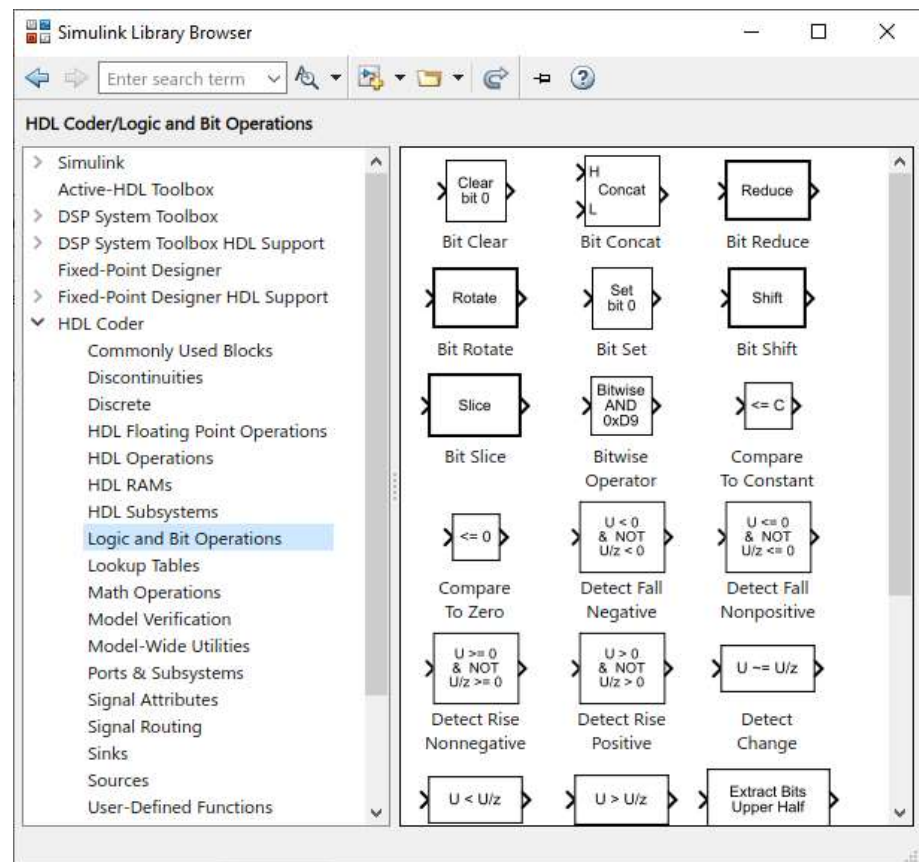 Simulink Library Browser
Enter search term
HDL Coder/Logic and Bit Operations
Simulink
Active-HDL Toolbox
DSP System Toolbox
DSP System Toolbox HDL Support
Fixed-Point Designer
Fixed-Point Designer HDL Support
HDL Coder
Commonly Used Blocks
Discontinuities
Discrete
HDL Floating Point Operations
HDL Operations
HDL RAMs
HDL Subsystems
Logic and Bit Operations
Lookup Tables
Math Operations
Model Verification
Model-Wide Utilities
Ports & Subsystems
Signal Attributes
Signal Routing
Sinks
Sources
User-Defined Functions
Clear
bit 0
Bit Clear
H
Concat
L
Bit Concat
Reduce
Bit Reduce
Rotate
Bit Rotate
Set
bit 0
Bit Set
Shift
Bit Shift
Slice
Bit Slice
Bitwise
AND
0xD9
Bitwise
Operator
<= C
Compare
To Constant
<= 0
Compare
To Zero
U < 0
& NOT
U/z < 0
Detect Fall
Negative
U <= 0
& NOT
U/z <= 0
Detect Fall
Nonpositive
U >= 0
& NOT
U/z >= 0
Detect Rise
Nonnegative
U > 0
& NOT
U/z > 0
Detect Rise
Positive
U ~= U/z
Detect
Change
U < U/z
U > U/z
Extract Bits
Upper Half